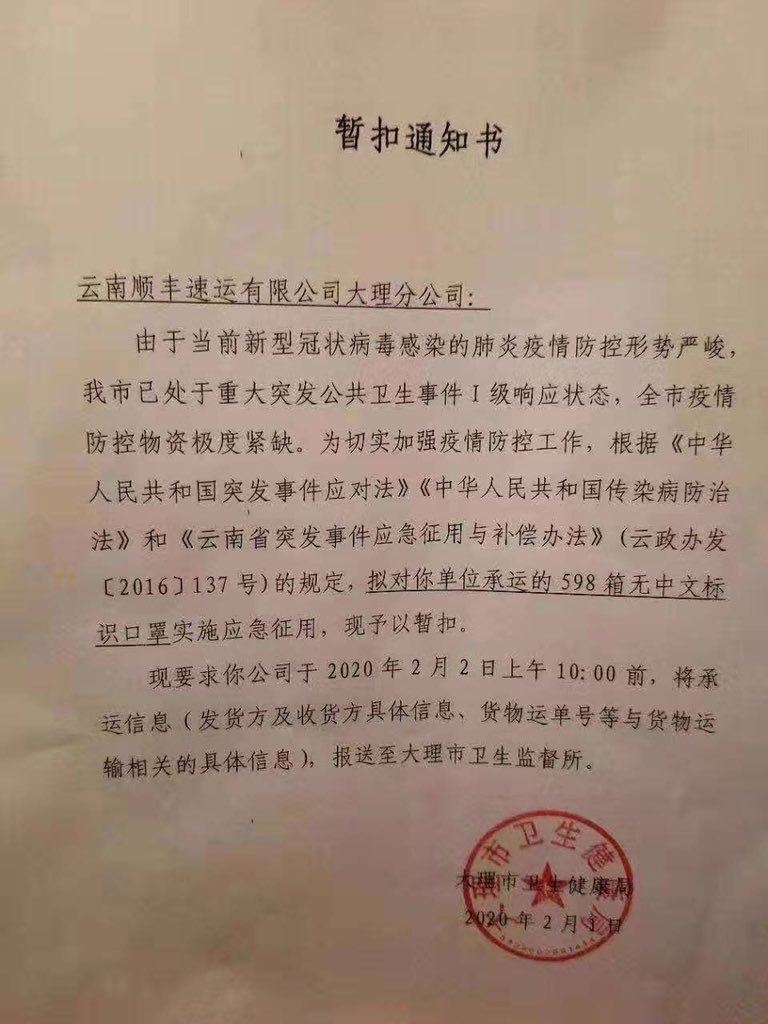 暂扣通知书
云南顺丰速运有限公司大理分公司：
由于当前新型冠状病毒感染的肺炎疫情防控形势严峻，
我市已处于重大突发公共卫生事件Ⅰ级响应状态，全市疫情
防控物资极度紧缺。为切实加强疫情防控工作，根据《中华
人民共和国突发事件应对法》《中华人民共和国传染病防治
法》和《云南省突发事件应急征用与补偿办法》（云政办发
〔2016〕137号）的规定，拟对你单位承运的598箱无中文标
识口罩实施应急征用，现予以暂扣。
现要求你公司于2020年2月2日上午10:00前，将承
运信息（发货方及收货方具体信息、货物运单号等与货物运
输相关的具体信息），报送至大理市卫生监督所。
大理市卫生健康局
大理市卫生健康局
2020年2月1日